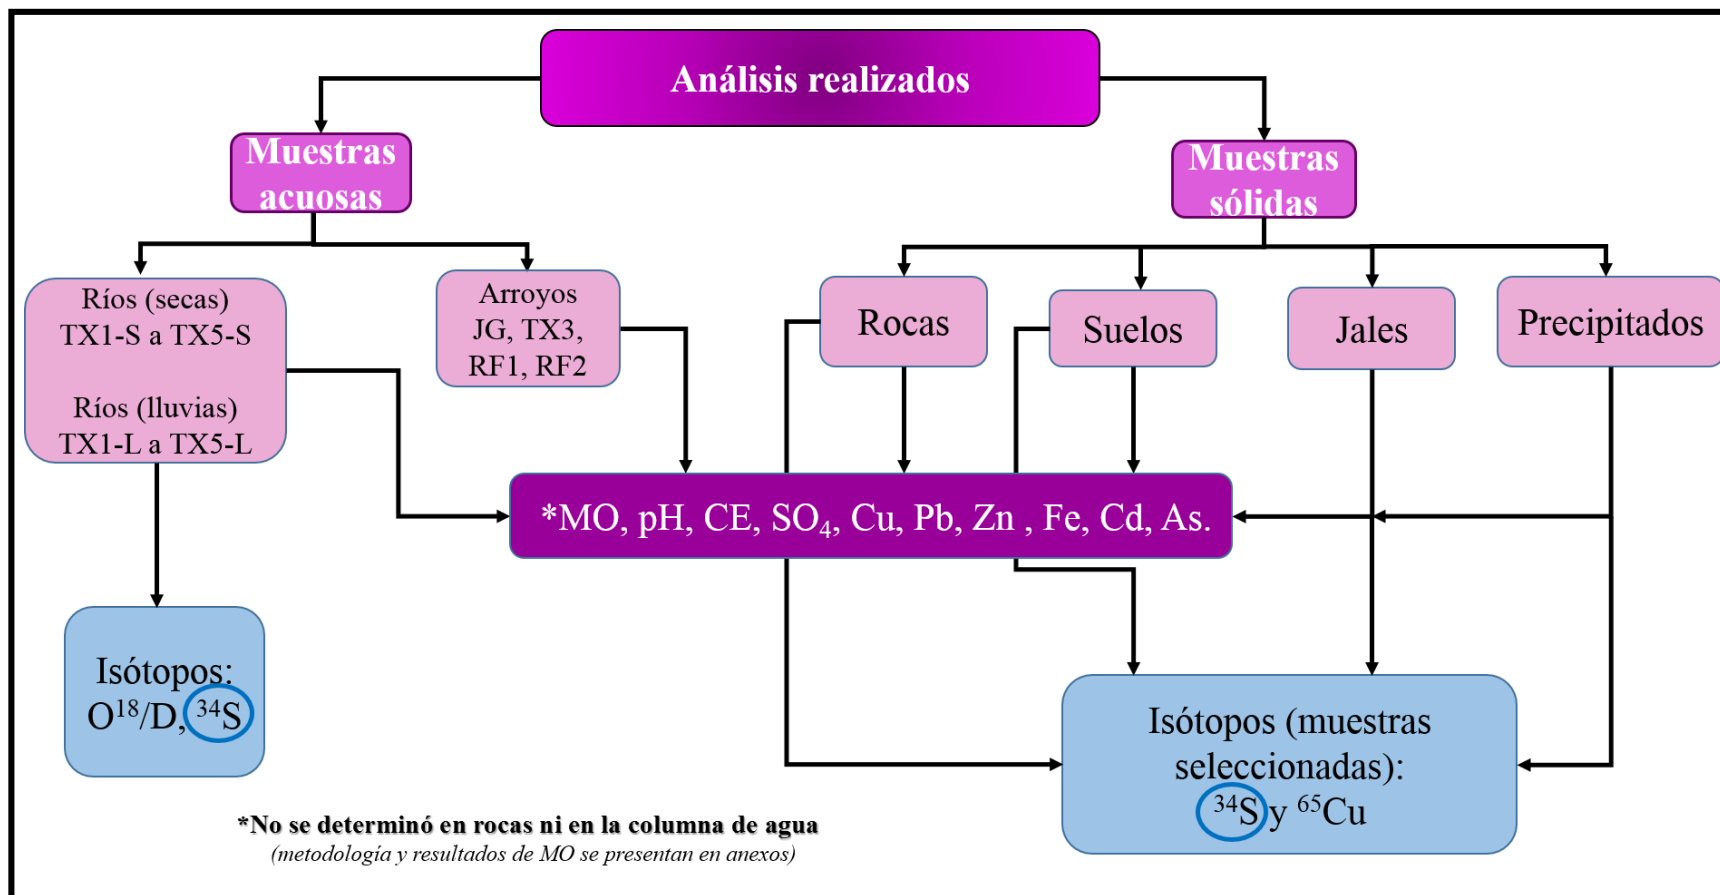 Análisis realizados
Muestras
acuosas
Muestras
sólidas
Ríos (secas)
TX1-S a TX5-S
Ríos (lluvias)
TX1-L a TX5-L
Arroyos
JG, TX3,
RF1, RF2
Rocas
Suelos
Jales
Precipitados
*MO, pH, CE, SO₄, Cu, Pb, Zn , Fe, Cd, As.
Isótopos:
O¹⁸/D, ³⁴S
Isótopos (muestras
seleccionadas):
³⁴S y ⁶⁵Cu
*No se determinó en rocas ni en la columna de agua
(metodología y resultados de MO se presentan en anexos)